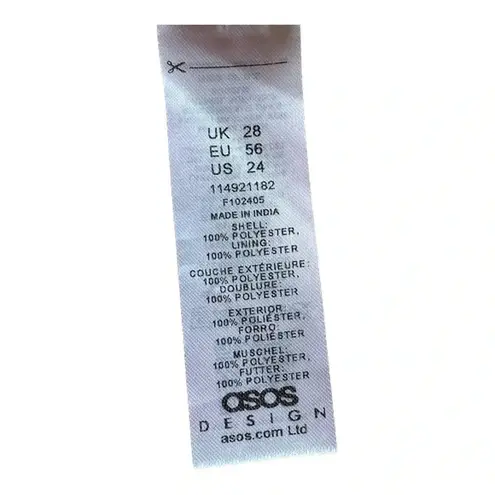 UK 28
EU 56
US 24
114921182
F102405
MADE IN INDIA
SHELL:
100% POLYESTER,
LINING:
100% POLYESTER
COUCHE EXTÉRIEURE:
100% POLYESTER,
DOUBLURE:
100% POLYESTER
EXTERIOR:
100% POLIÉSTER,
FORRO:
100% POLIÉSTER
MUSCHEL:
100% POLYESTER,
FUTTER:
100% POLYESTER
asos
DESIGN
asos.com Ltd